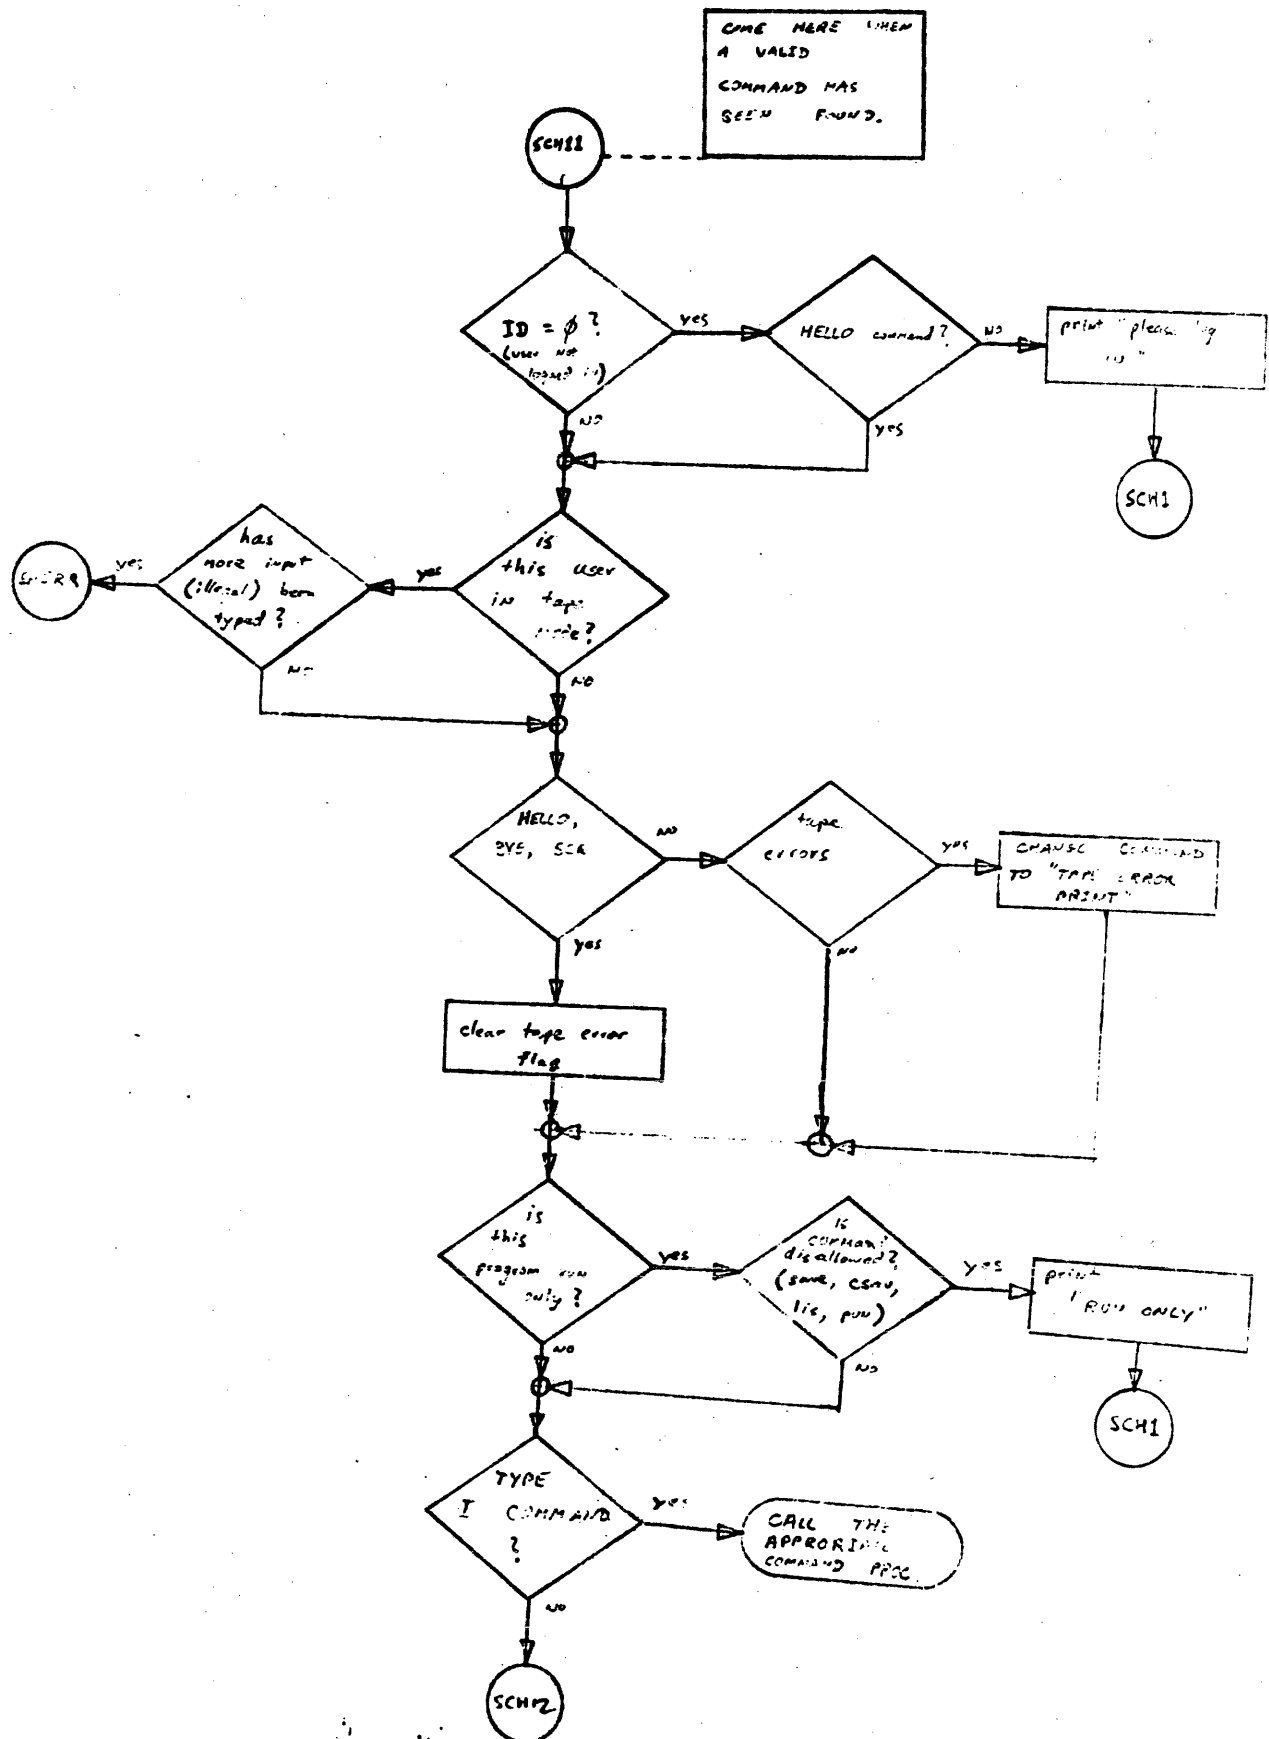 COME HERE WHEN
A VALID
COMMAND HAS
BEEN FOUND.
SCH11
ID = ϕ ?
(user not
logged in)
yes
HELLO command?
NO
print "please log
in"
NO
yes
SCH1
has
more input
(illegal) been
typed?
yes
is
this user
in tape
mode?
yes
NO
NO
HELLO,
BYE, SCR
NO
tape
errors
yes
CHANGE COMMAND
TO "TAPE ERROR
PRINT"
yes
NO
clear tape error
flag
is
this
program run
only?
yes
Is
command
disallowed?
(save, csav,
lis, pun)
yes
print
"RUN ONLY"
NO
NO
SCH1
TYPE
I COMMAND
?
yes
CALL THE
COMMAND PROC.
NO
SCH12